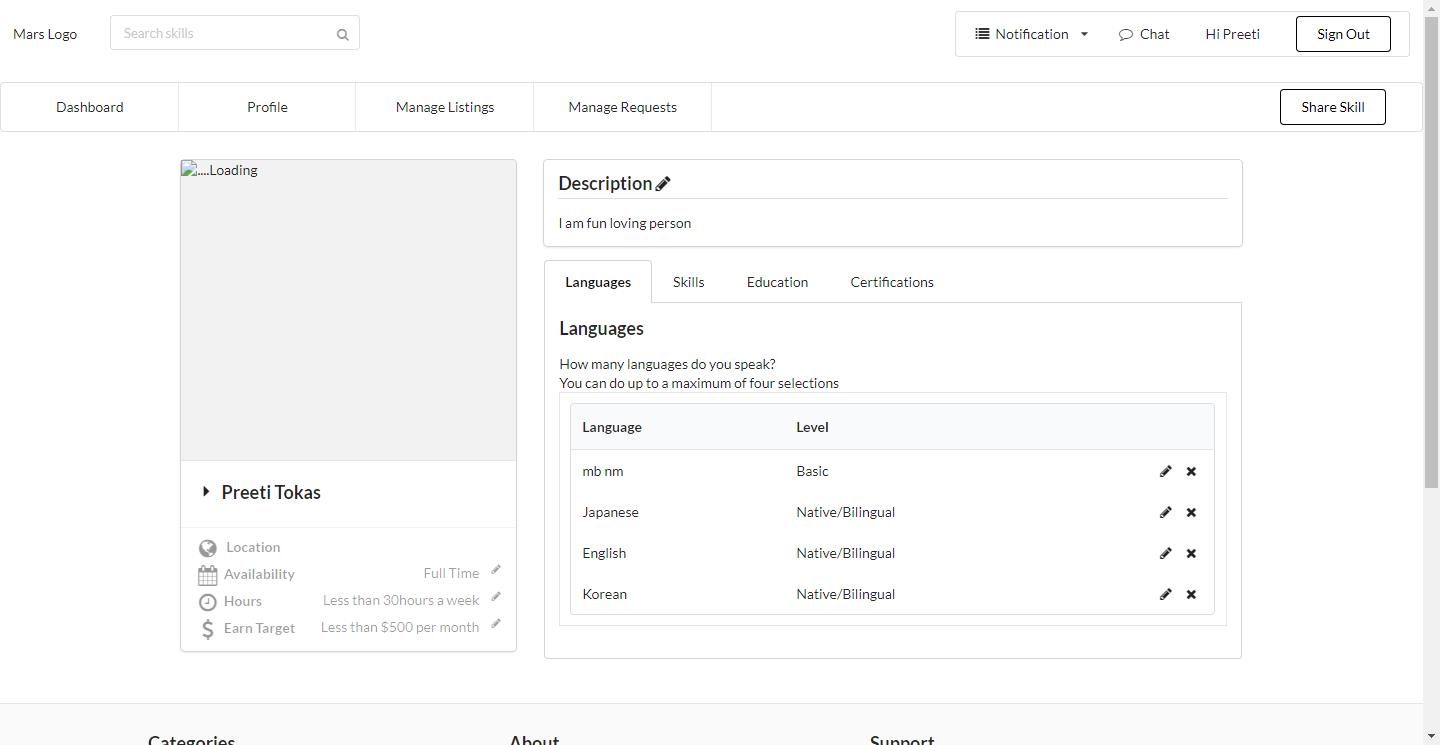 Mars Logo
Search skills
Notification
Chat
Hi Preeti
Sign Out
Dashboard
Profile
Manage Listings
Manage Requests
Share Skill
....Loading
Preeti Tokas
Location
Availability Full Time
Hours Less than 30hours a week
Earn Target Less than $500 per month
Description
I am fun loving person
Languages Skills Education Certifications
Languages
How many languages do you speak?
You can do up to a maximum of four selections
Language Level
mb nm Basic
Japanese Native/Bilingual
English Native/Bilingual
Korean Native/Bilingual
Categories About Support